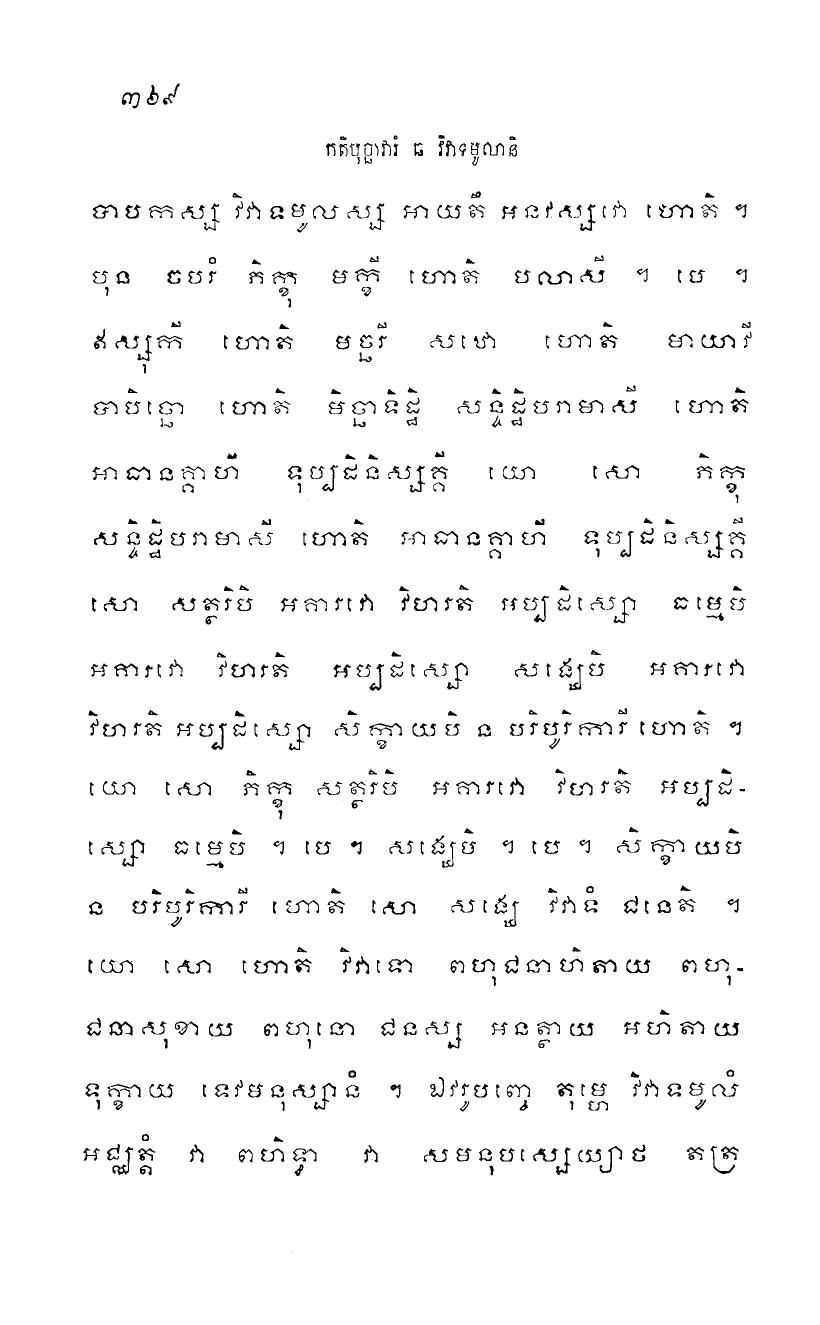 ៣៦៩
កតិបុច្ឆាវារំ ឆ វិវាទមូលានិ
បាបកស្ស វិវាទមូលស្ស អាយតឹ អនវស្សវោ ហោតិ ។
បុន ចបរំ ភិក្ខុ មក្ខី ហោតិ បលាសី ។ បេ ។
ឥស្សុកី ហោតិ មច្ឆរី សឋោ ហោតិ មាយាវី
បាបិច្ឆោ ហោតិ មិច្ឆាទិដ្ឋិ សន្ទិដ្ឋិបរាមាសី ហោតិ
អាធានគ្គាហី ទុប្បដិនិស្សគ្គី យោ សោ ភិក្ខុ
សន្ទិដ្ឋិបរាមាសី ហោតិ អាធានគ្គាហី ទុប្បដិនិស្សគ្គី
សោ សត្ថរិបិ អគារវោ វិហរតិ អប្បដិស្សោ ធម្មេបិ
អគារវោ វិហរតិ អប្បដិស្សោ សង្ឃេបិ អគារវោ
វិហរតិ អប្បដិស្សោ សិក្ខាយបិ ន បរិបូរិការី ហោតិ ។
យោ សោ ភិក្ខុ សត្ថរិបិ អគារវោ វិហរតិ អប្បដិ-
ស្សោ ធម្មេបិ ។ បេ ។ សង្ឃេបិ ។ បេ ។ សិក្ខាយបិ
ន បរិបូរិការី ហោតិ សោ សង្ឃេ វិវាទំ ជនេតិ ។
យោ សោ ហោតិ វិវាទោ ពហុជនាហិតាយ ពហុ-
ជនាសុខាយ ពហុនោ ជនស្ស អនត្ថាយ អហិតាយ
ទុក្ខាយ ទេវមនុស្សានំ ។ ឯវរូបញ្ចេ តុម្ហេ វិវាទមូលំ
អជ្ឈត្តំ វា ពហិទ្ធា វា សមនុបស្សេយ្យាថ តត្រ